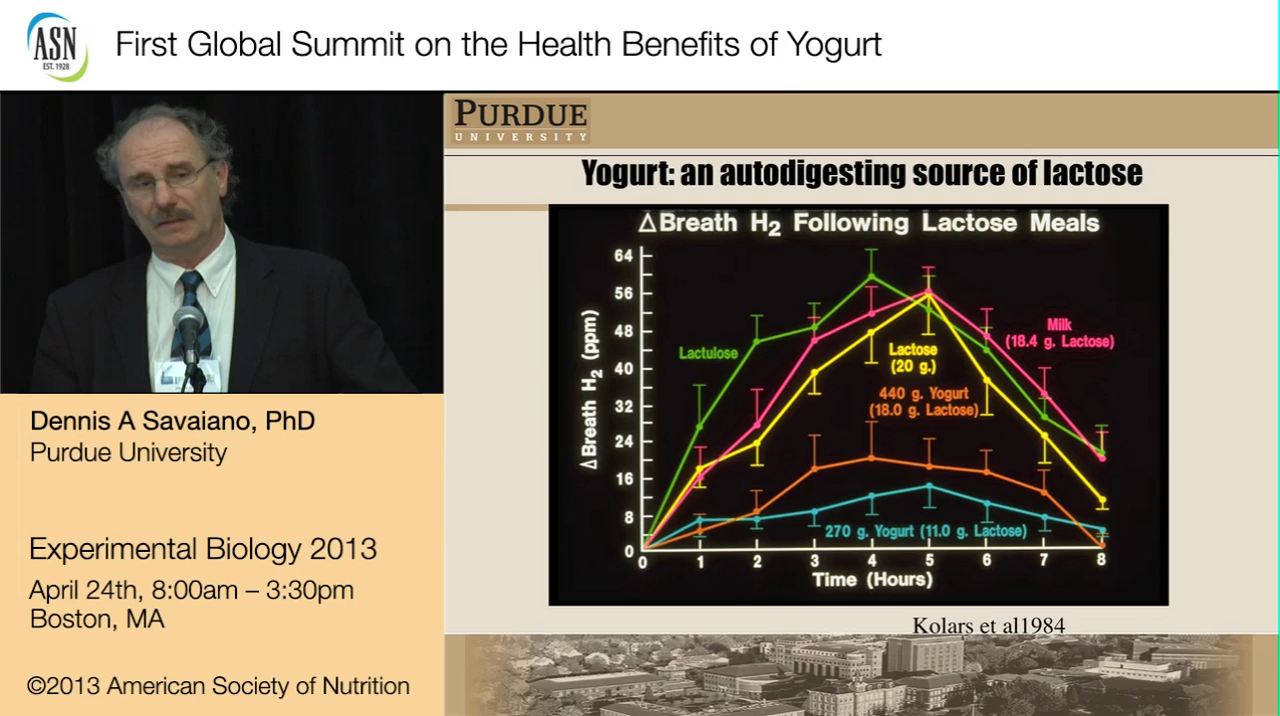 ASN
EST. 1928
First Global Summit on the Health Benefits of Yogurt
PURDUE
UNIVERSITY
Yogurt: an autodigesting source of lactose
ΔBreath H₂ Following Lactose Meals
ΔBreath H₂ (ppm)
64
56
48
40
32
24
16
8
0
Lactulose
Milk
(18.4 g. Lactose)
Lactose
(20 g.)
440 g. Yogurt
(18.0 g. Lactose)
270 g. Yogurt (11.0 g. Lactose)
0 1 2 3 4 5 6 7 8
Time (Hours)
Kolars et al1984
Dennis A Savaiano, PhD
Purdue University
Experimental Biology 2013
April 24th, 8:00am – 3:30pm
Boston, MA
©2013 American Society of Nutrition